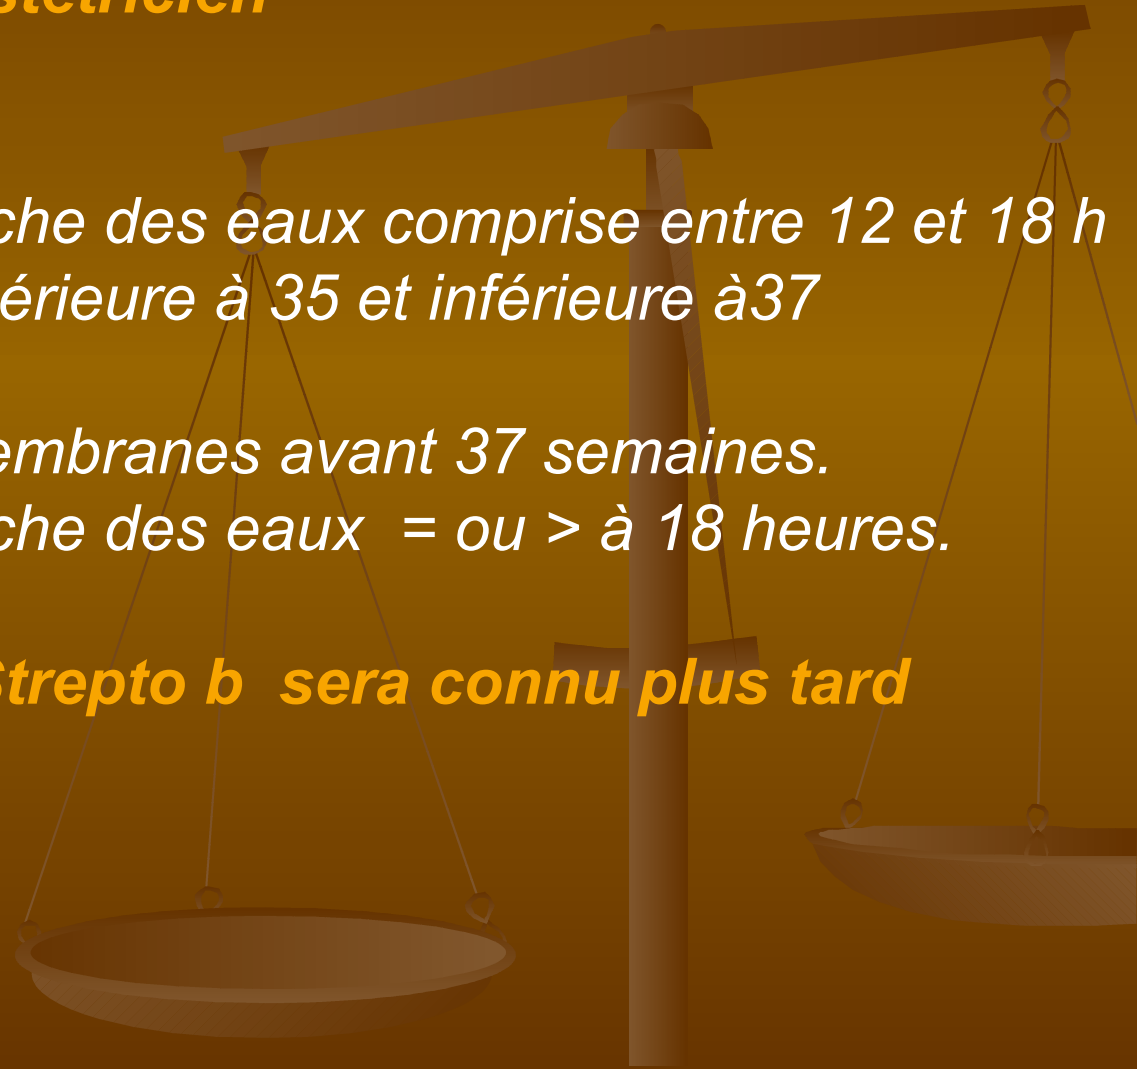 stétricien
che des eaux comprise entre 12 et 18 h
érieure à 35 et inférieure à37
embranes avant 37 semaines.
che des eaux  = ou > à 18 heures.
Strepto b  sera connu plus tard